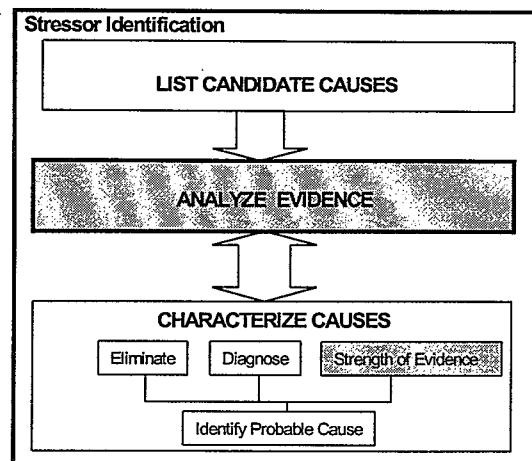 Stressor Identification
LIST CANDIDATE CAUSES
ANALYZE EVIDENCE
CHARACTERIZE CAUSES
Eliminate
Diagnose
Strength of Evidence
Identify Probable Cause